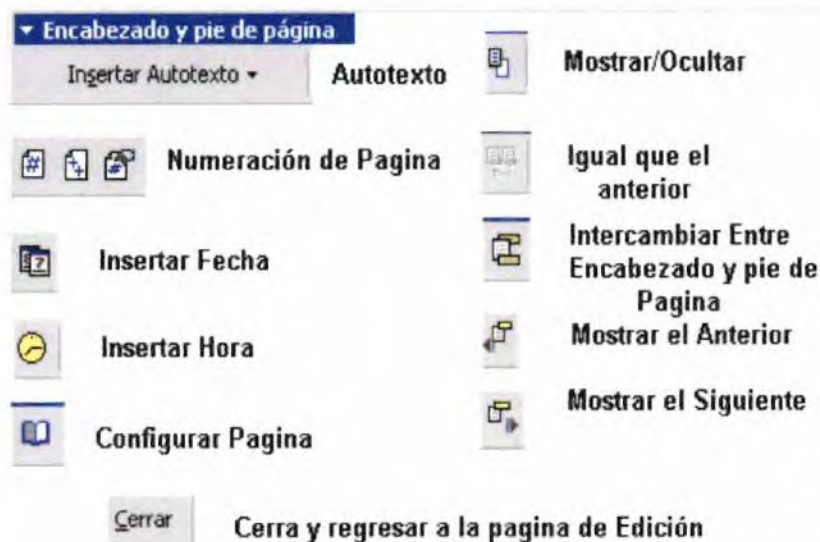 Encabezado y pie de página
Insertar Autotexto
Autotexto
Mostrar/Ocultar
Numeración de Pagina
Igual que el
anterior
Insertar Fecha
Intercambiar Entre
Encabezado y pie de
Pagina
Insertar Hora
Mostrar el Anterior
Configurar Pagina
Mostrar el Siguiente
Cerrar
Cerra y regresar a la pagina de Edición